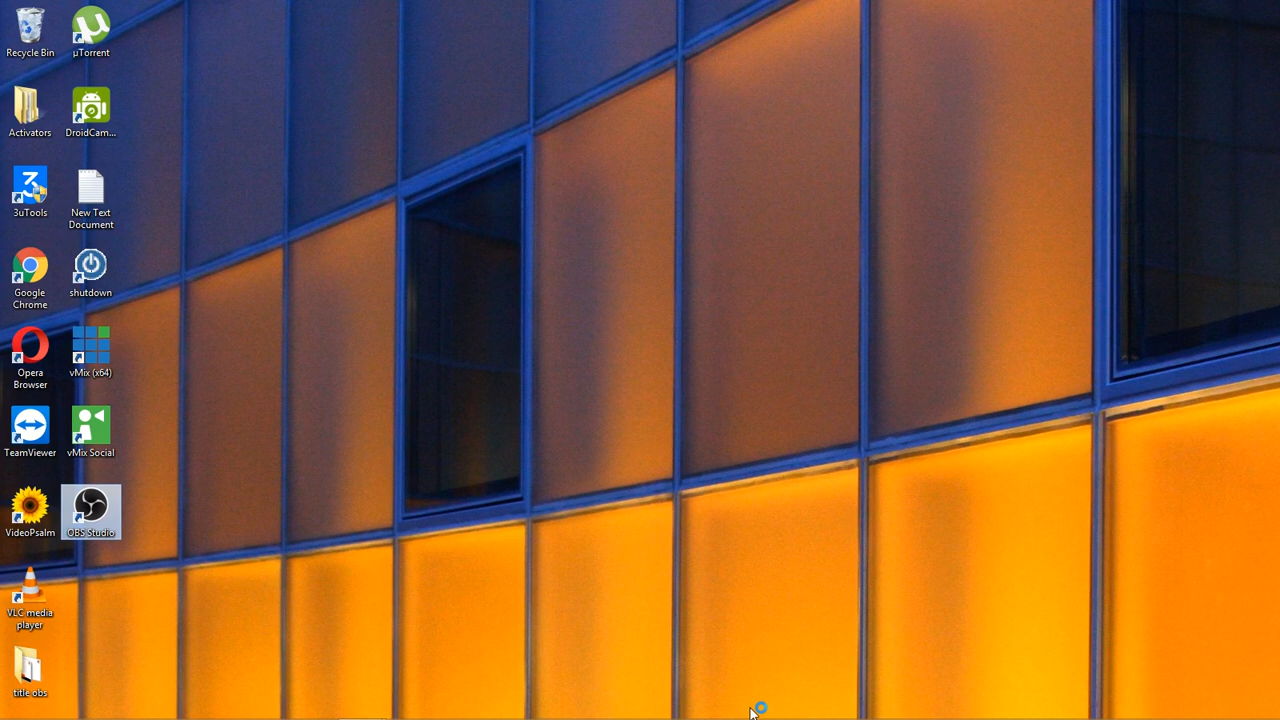 Recycle Bin
µTorrent
Activators
DroidCam...
3uTools
New Text
Document
Google
Chrome
shutdown
Opera
Browser
vMix (x64)
TeamViewer
vMix Social
VideoPsalm
OBS Studio
VLC media
player
title obs